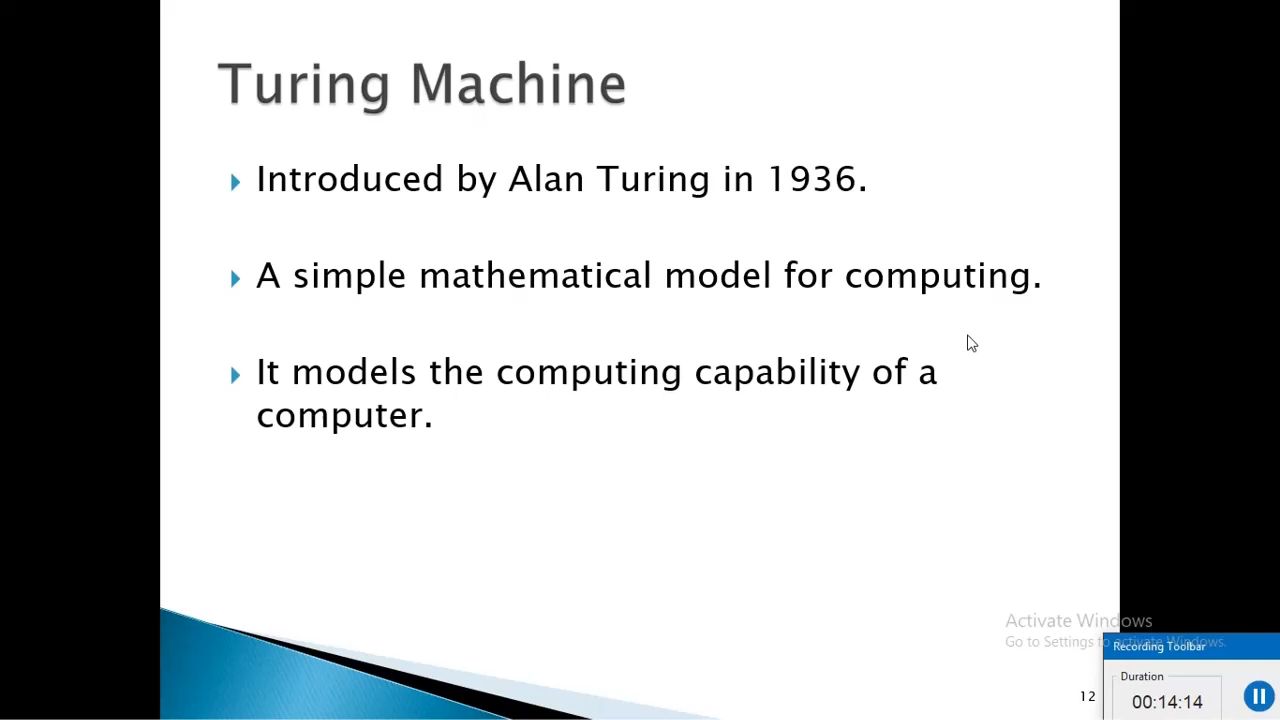 Turing Machine
Introduced by Alan Turing in 1936.
A simple mathematical model for computing.
It models the computing capability of a
computer.
Activate Windows
Go to Settings to activate Windows.
Recording Toolbar
Duration
12
00:14:14